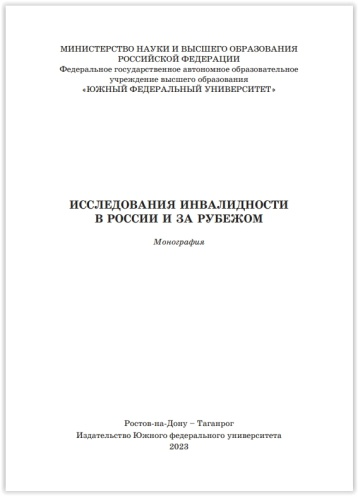 МИНИСТЕРСТВО НАУКИ И ВЫСШЕГО ОБРАЗОВАНИЯ
РОССИЙСКОЙ ФЕДЕРАЦИИ
Федеральное государственное автономное образовательное
учреждение высшего образования
«ЮЖНЫЙ ФЕДЕРАЛЬНЫЙ УНИВЕРСИТЕТ»
ИССЛЕДОВАНИЯ ИНВАЛИДНОСТИ
В РОССИИ И ЗА РУБЕЖОМ
Монография
Ростов-на-Дону – Таганрог
Издательство Южного федерального университета
2023